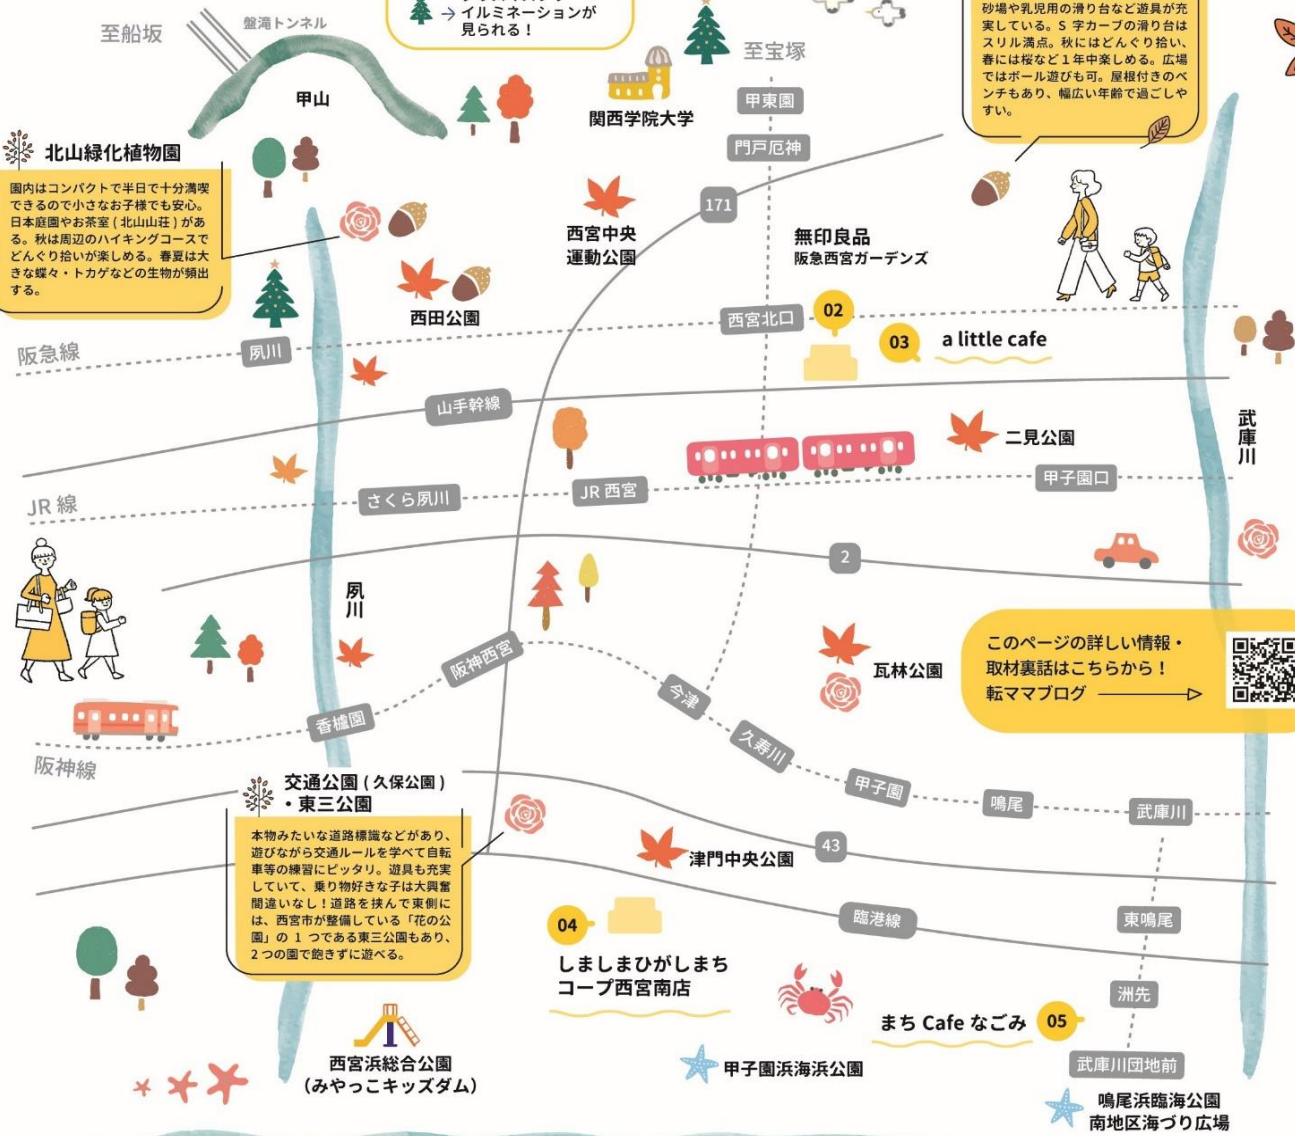 イルミネーションが
見られる！
至船坂
盤滝トンネル
甲山
関西学院大学
至宝塚
甲東園
門戸厄神
砂場や乳児用の滑り台など遊具が充
実している。S 字カーブの滑り台は
スリル満点。秋にはどんぐり拾い、
春には桜など１年中楽しめる。広場
ではボール遊びも可。屋根付きのベ
ンチもあり、幅広い年齢で過ごしや
すい。
北山緑化植物園
園内はコンパクトで半日で十分満喫
できるので小さなお子様でも安心。
日本庭園やお茶室 ( 北山山荘 ) があ
る。秋は周辺のハイキングコースで
どんぐり拾いが楽しめる。春夏は大
きな蝶々・トカゲなどの生物が頻出
する。
171
西宮中央
運動公園
無印良品
阪急西宮ガーデンズ
西田公園
西宮北口
02
03
a little cafe
阪急線
夙川
山手幹線
二見公園
武庫川
JR 線
さくら夙川
JR 西宮
甲子園口
2
夙川
阪神西宮
今津
瓦林公園
このページの詳しい情報・
取材裏話はこちらから！
転ママブログ
香櫨園
阪神線
久寿川
甲子園
鳴尾
武庫川
交通公園 ( 久保公園 )
・東三公園
本物みたいな道路標識などがあり、
遊びながら交通ルールを学べて自転
車等の練習にピッタリ。遊具も充実
していて、乗り物好きな子は大興奮
間違いなし！道路を挟んで東側に
は、西宮市が整備している「花の公
園」の １ つである東三公園もあり、
２つの園で飽きずに遊べる。
津門中央公園
43
臨港線
東鳴尾
04
しましまひがしまち
コープ西宮南店
洲先
まち Cafe なごみ
05
武庫川団地前
西宮浜総合公園
（みやっこキッズダム）
甲子園浜海浜公園
鳴尾浜臨海公園
南地区海づり広場